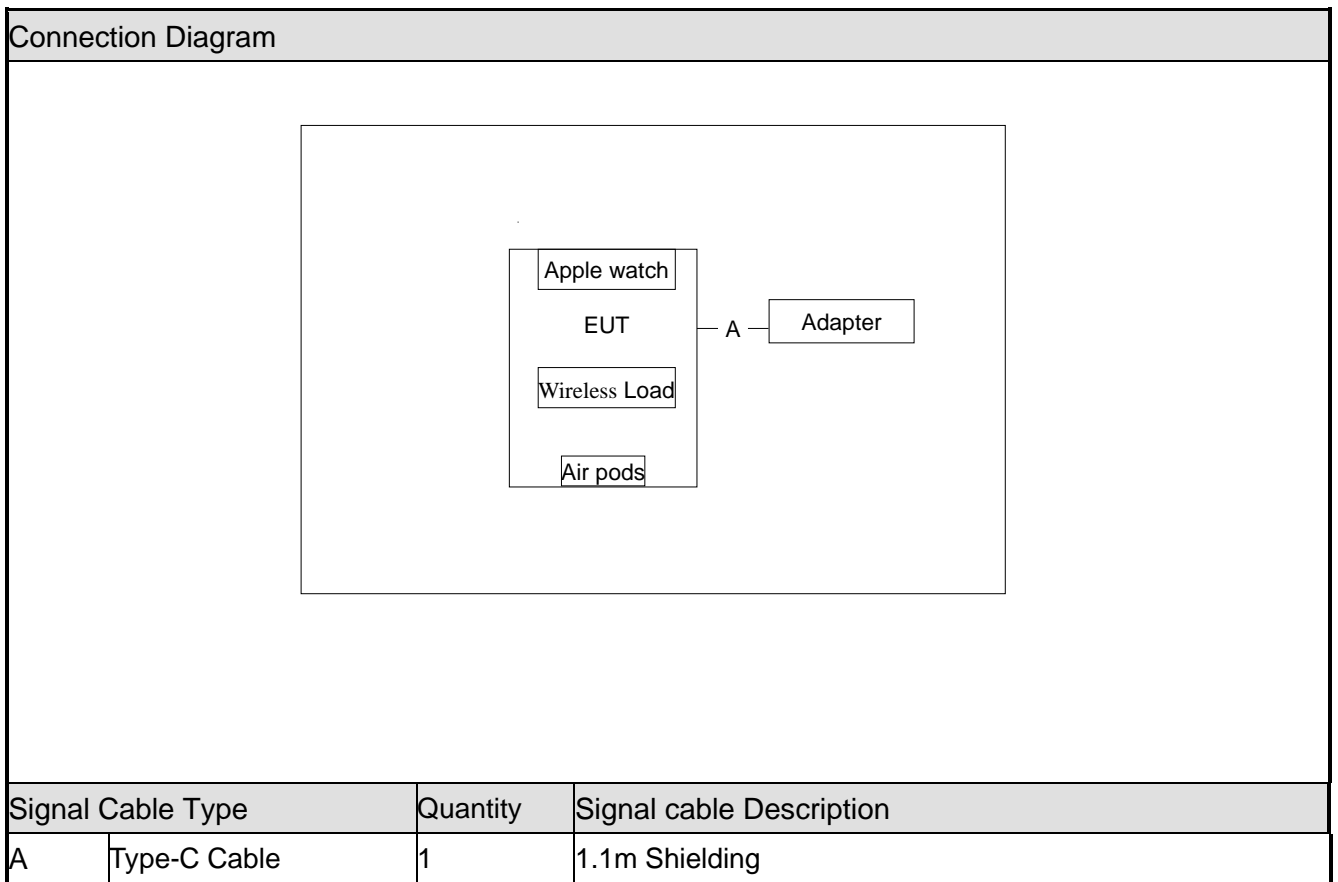 Connection Diagram
Apple watch
EUT
A
Adapter
Wireless Load
Air pods
Signal Cable Type Quantity Signal cable Description
A Type-C Cable 1 1.1m Shielding